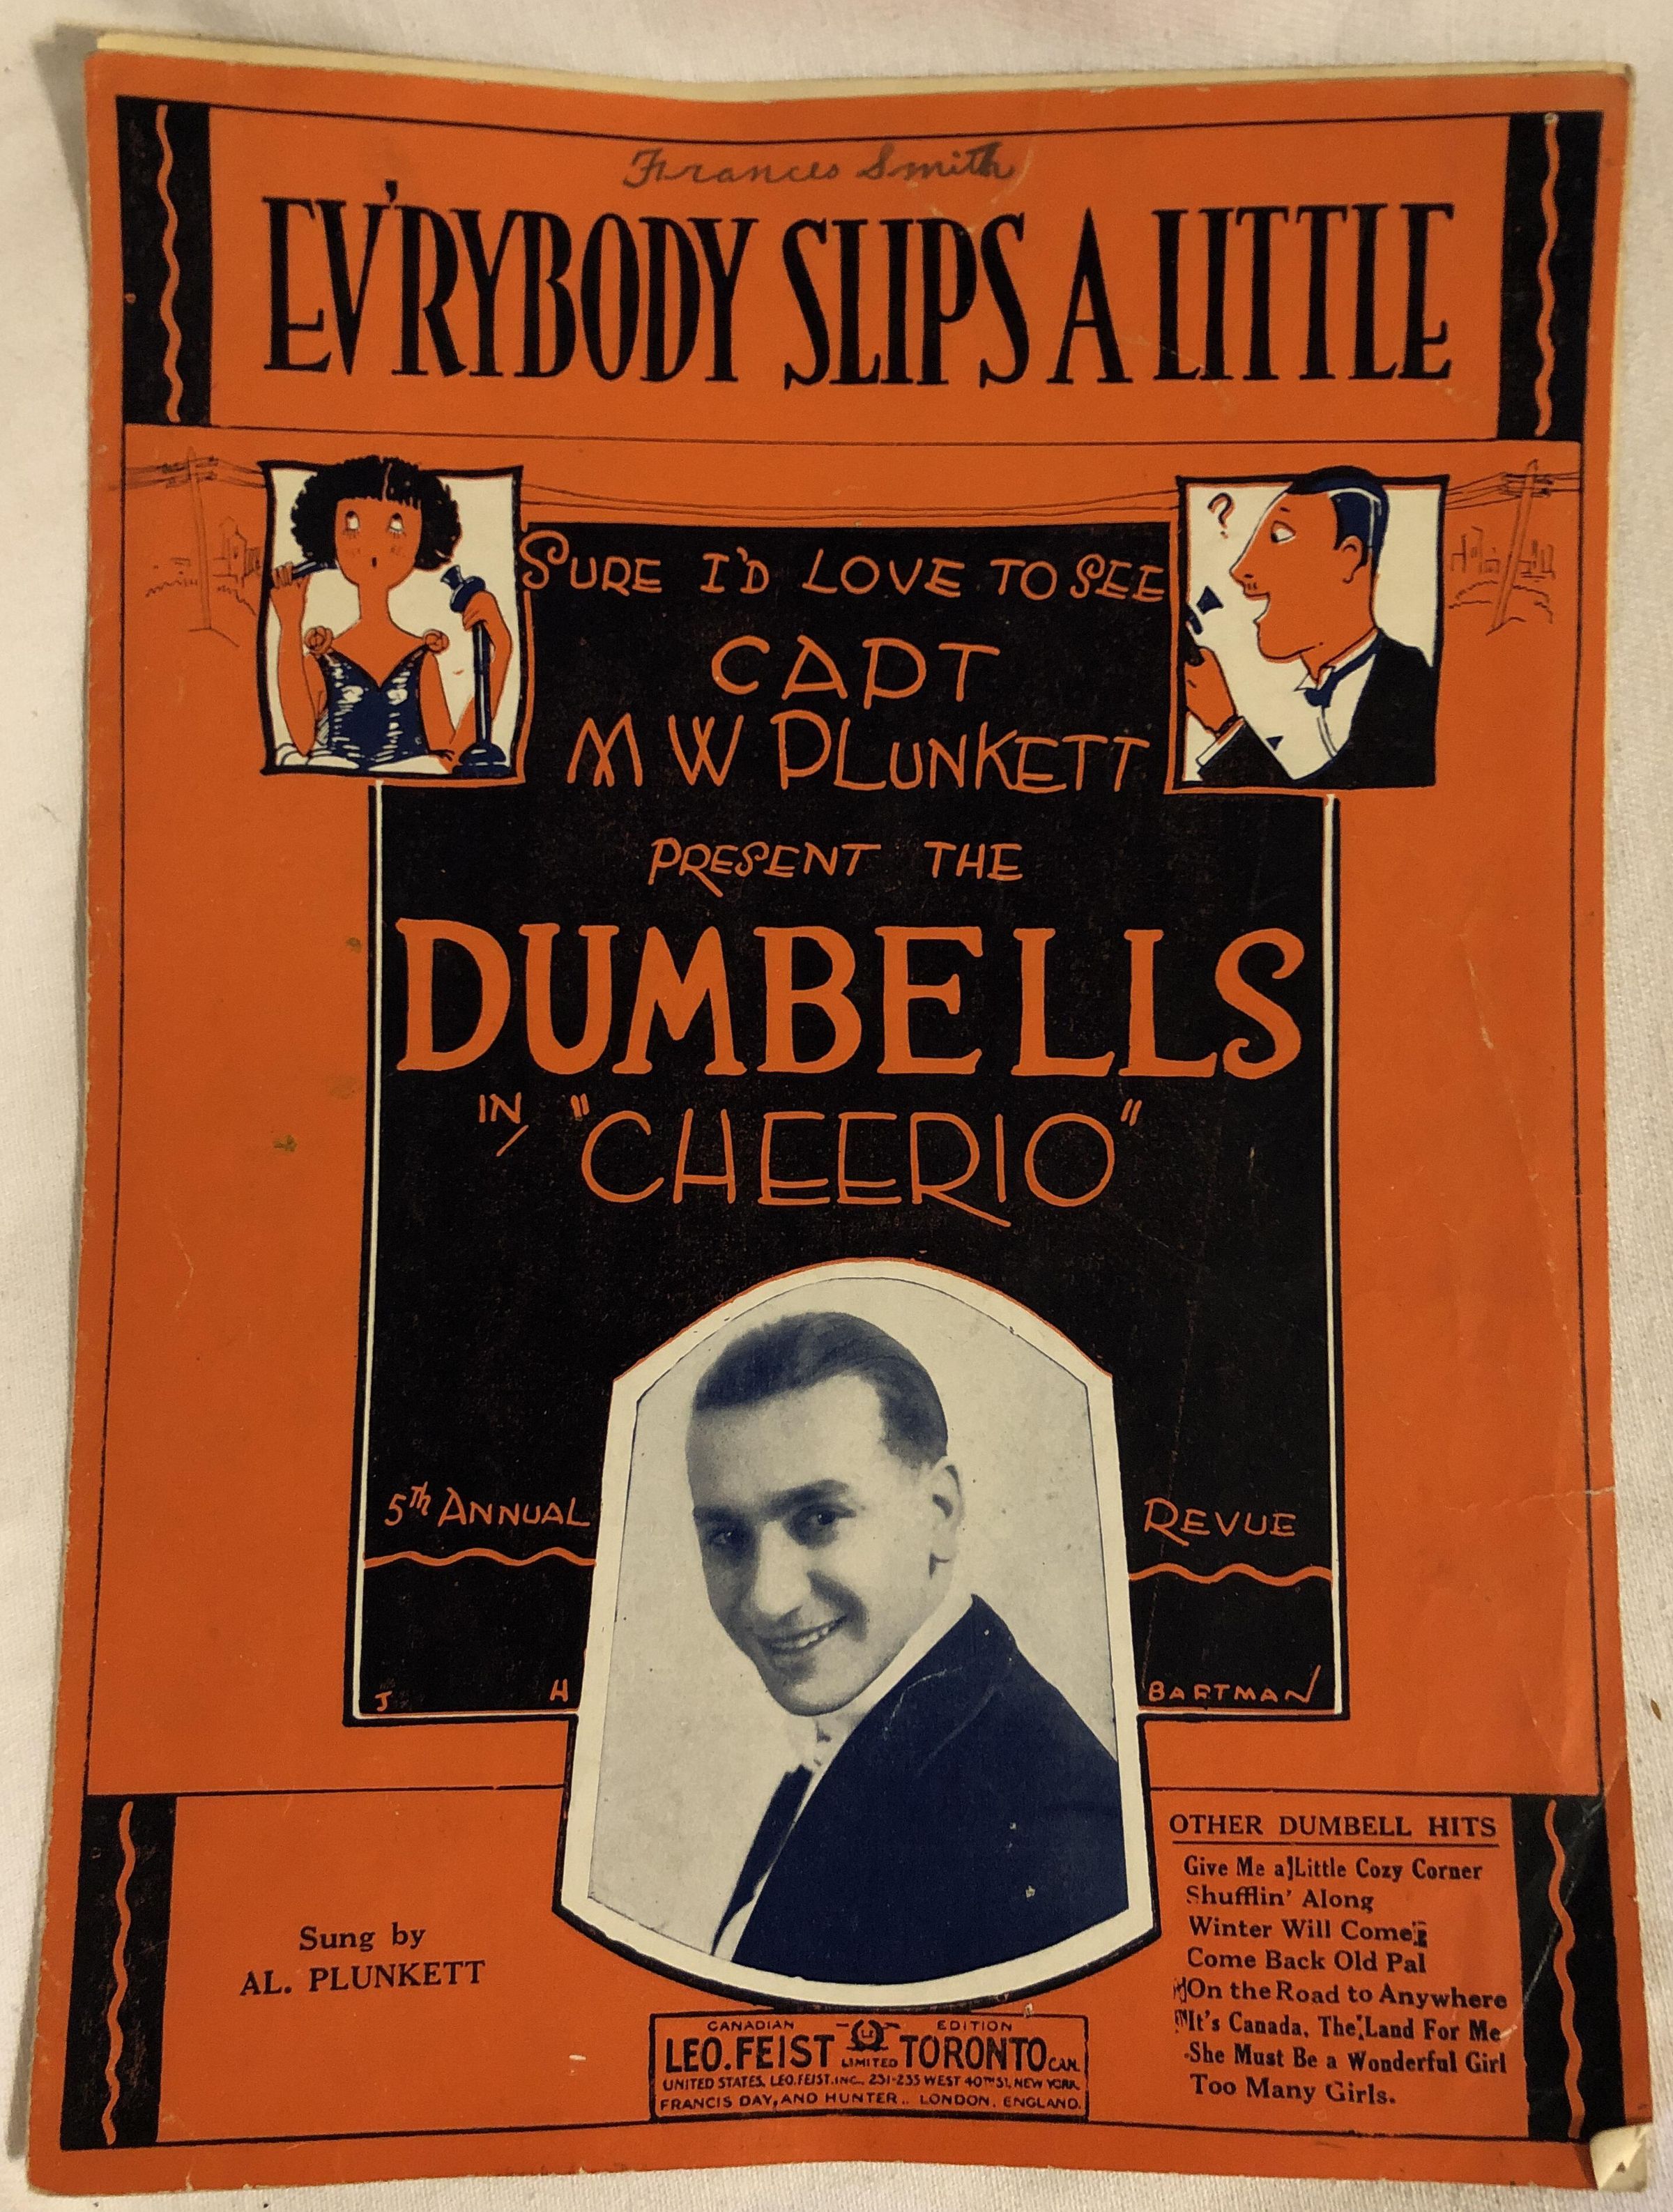 Frances Smith
EV'RYBODY SLIPS A LITTLE
SURE I'D LOVE TO SEE
?
CAPT
M W PLUNKETT
PRESENT THE
DUMBELLS
IN "CHEERIO"
5th ANNUAL REVUE
J H BARTMAN
Sung by
AL. PLUNKETT
OTHER DUMBELL HITS
Give Me a Little Cozy Corner
Shufflin' Along
Winter Will Come
Come Back Old Pal
On the Road to Anywhere
It's Canada, The Land For Me
She Must Be a Wonderful Girl
Too Many Girls.
CANADIAN EDITION
LEO. FEIST LIMITED TORONTO CAN.
UNITED STATES, LEO. FEIST. INC., 231-235 WEST 40TH ST, NEW YORK
FRANCIS DAY, AND HUNTER.. LONDON, ENGLAND.